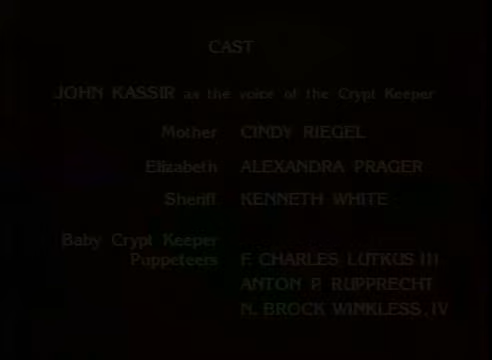 CAST
JOHN KASSIR as the voice of the Crypt Keeper
Mother CINDY RIEGEL
Elizabeth ALEXANDRA PRAGER
Sheriff KENNETH WHITE
Baby Crypt Keeper
Puppeteers F. CHARLES LUTKUS III
ANTON P. RUPPRECHT
N. BROCK WINKLESS, IV